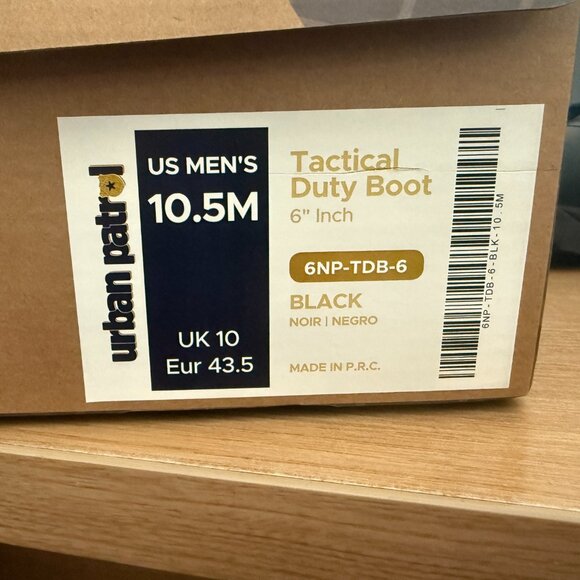 urban patrol
US MEN'S
10.5M
UK 10
Eur 43.5
Tactical
Duty Boot
6" Inch
6NP-TDB-6
BLACK
NOIR | NEGRO
MADE IN P.R.C.
6NP-TDB-6-BLK-10.5M